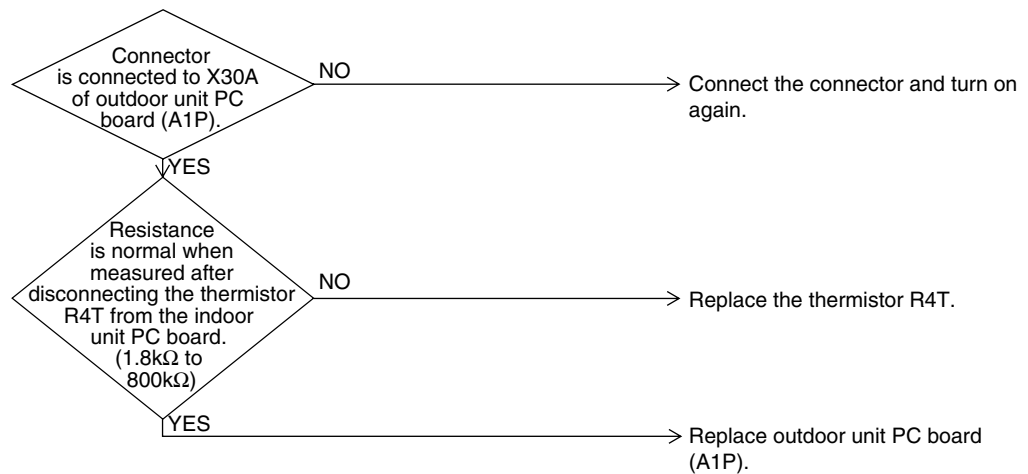 Connector
is connected to X30A
of outdoor unit PC
board (A1P).
NO
Connect the connector and turn on
again.
YES
Resistance
is normal when
measured after
disconnecting the thermistor
R4T from the indoor
unit PC board.
(1.8kΩ to
800kΩ)
NO
Replace the thermistor R4T.
YES
Replace outdoor unit PC board
(A1P).